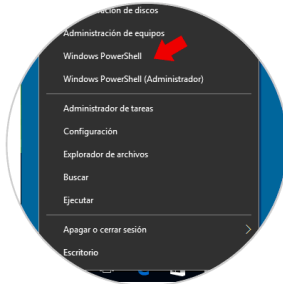 ción de discos
Administración de equipos
Windows PowerShell
Windows PowerShell (Administrador)
Administrador de tareas
Configuración
Explorador de archivos
Buscar
Ejecutar
Apagar o cerrar sesión
Escritorio